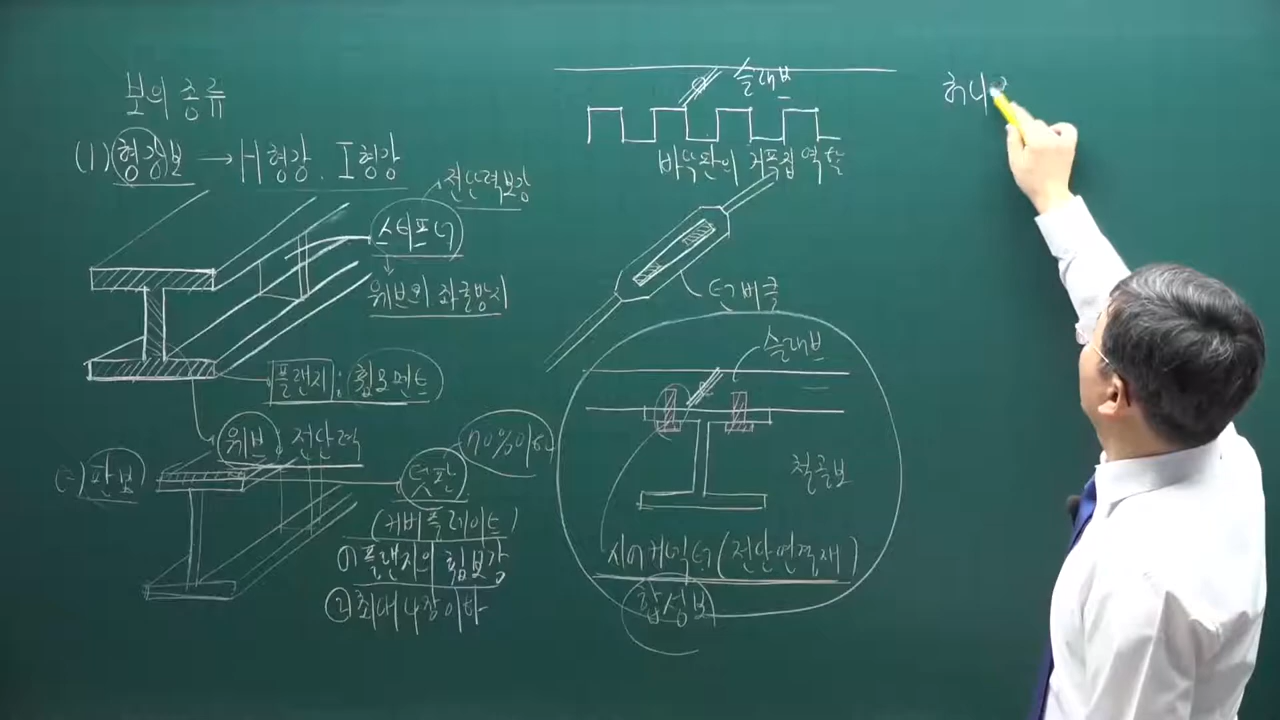 보의 종류
(1) 형강보 → H형강. I형강
전단력보강
스티프너
웨브의 좌굴방지
플랜지 : 휨모멘트
웨브 전단력
(2) 판보
덧판
70%이하
(커버플레이트)
① 플랜지의 휨보강
② 최대 4장이하
슬래브
바닥판의 거푸집 역할
턴버클
슬래브
철골보
시어커넥터(전단연결재)
합성보
허니